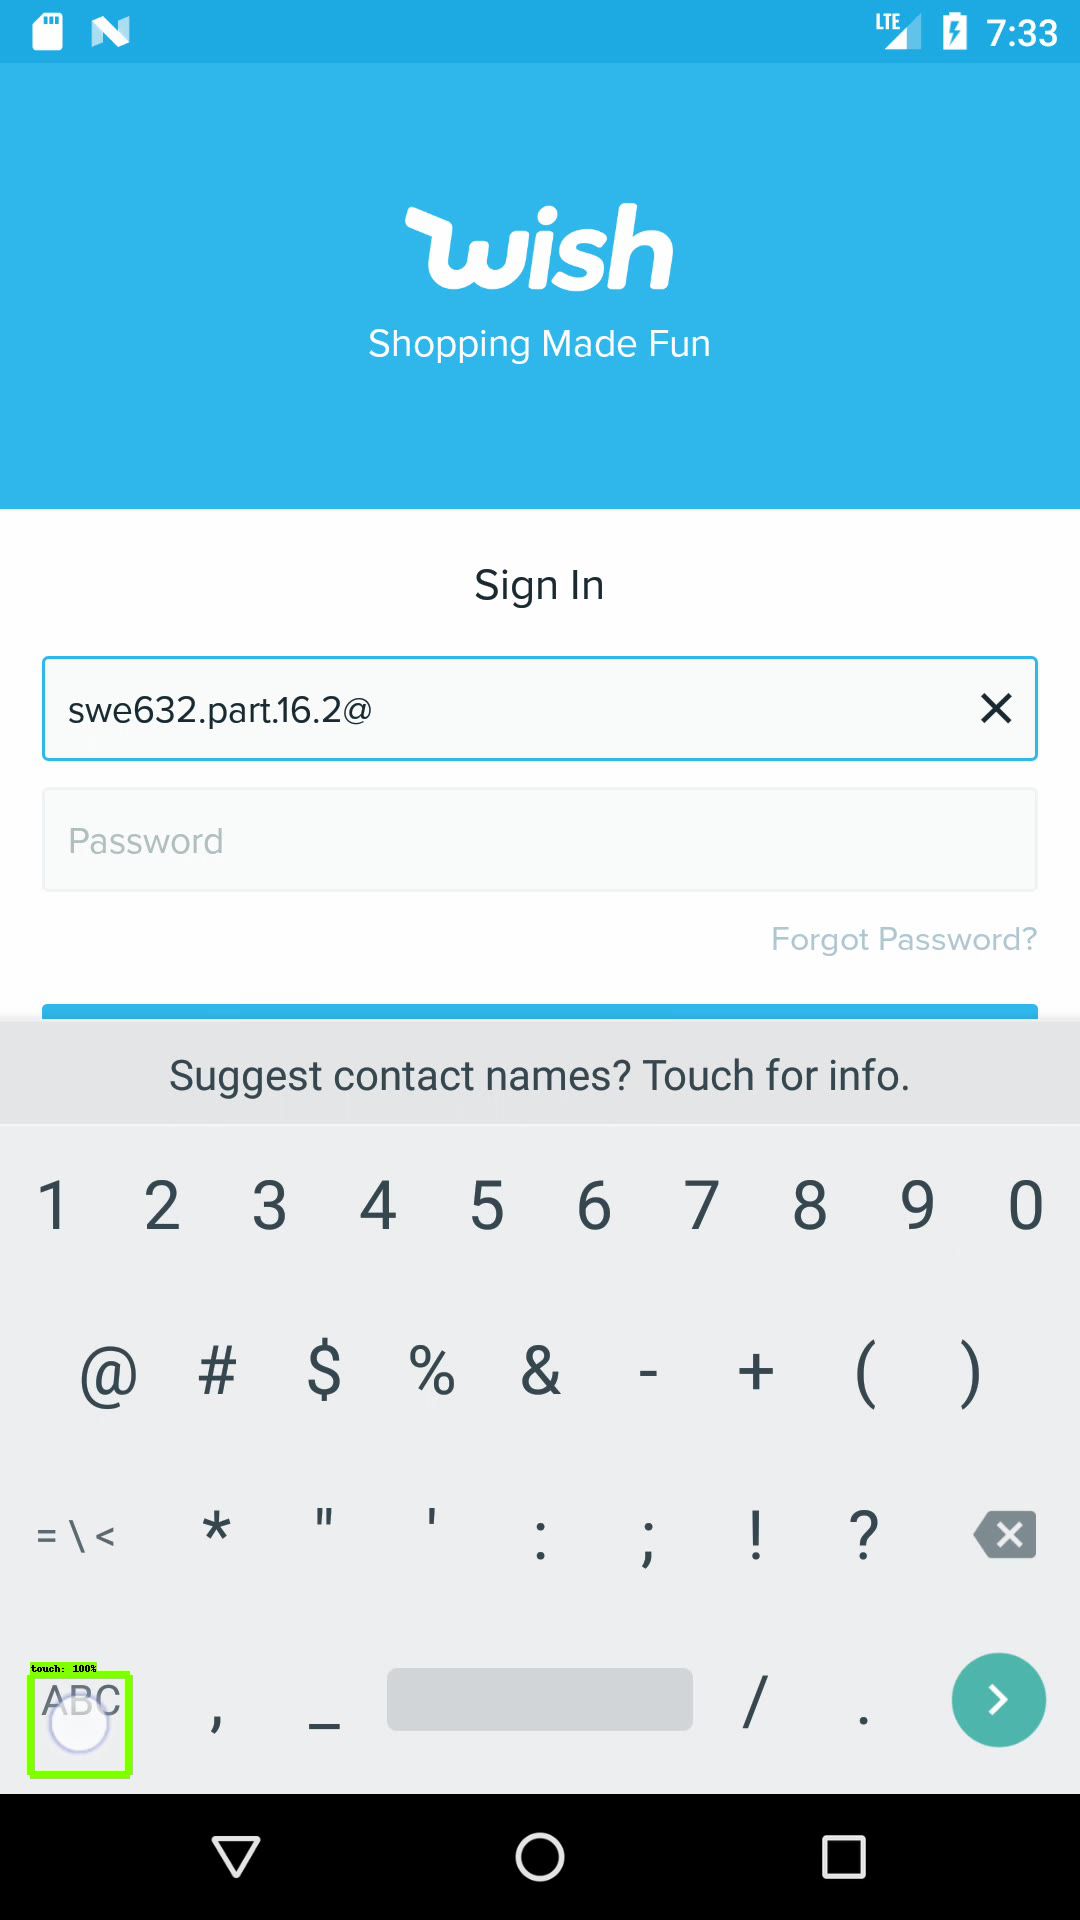 LTE 7:33
wish
Shopping Made Fun
Sign In
swe632.part.16.2@
Password
Forgot Password?
Suggest contact names? Touch for info.
1 2 3 4 5 6 7 8 9 0
@ # $ % & - + ( )
= \ < * " ' : ; ! ?
touch: 100%
ABC , _ / .